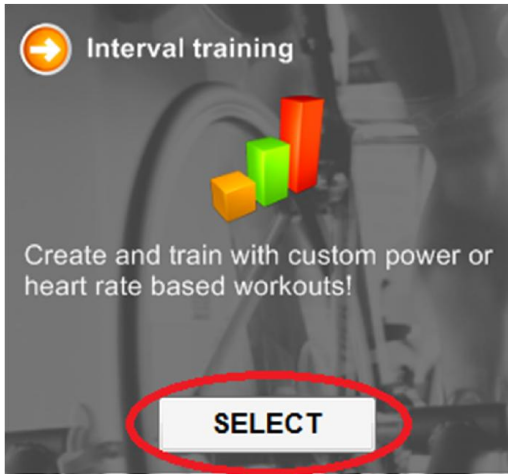 Interval training
Create and train with custom power or
heart rate based workouts!
SELECT